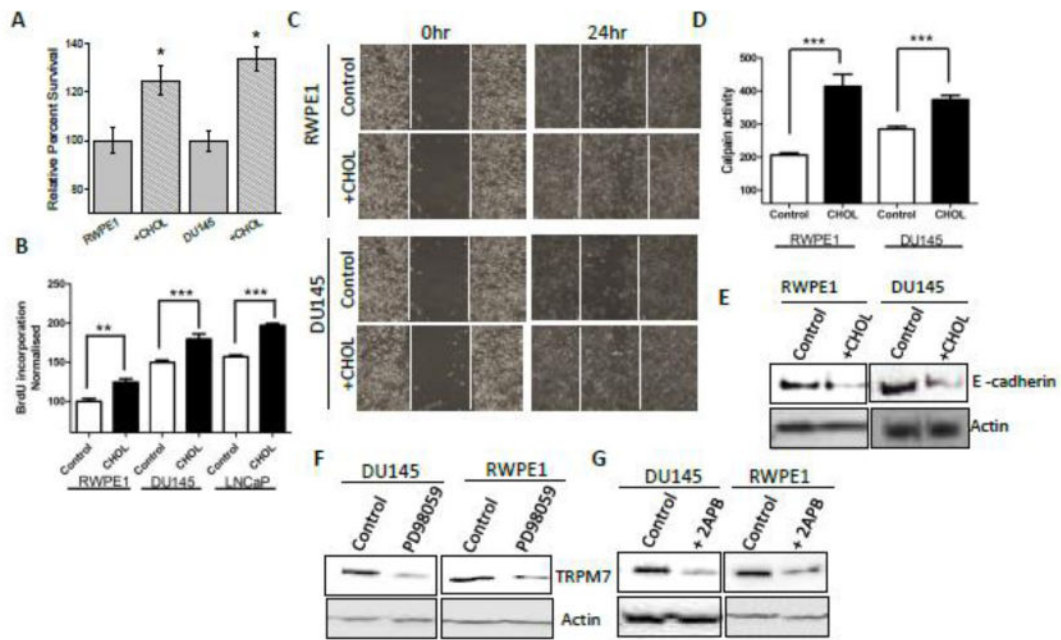 A
Relative Percent Survival
140
120
100
80
*
*
RWPE1
+CHOL
DU145
+CHOL
B
BrdU incorporation
Normalised
200
150
100
**
***
***
Control
CHOL
Control
CHOL
Control
CHOL
RWPE1
DU145
LNCaP
C
0hr
24hr
RWPE1
Control
+CHOL
DU145
Control
+CHOL
D
Calpain activity
500
400
300
200
100
***
***
Control
CHOL
Control
CHOL
RWPE1
DU145
E
RWPE1
DU145
Control
+CHOL
Control
+CHOL
E -cadherin
Actin
F
DU145
RWPE1
Control
PD98059
Control
PD98059
TRPM7
Actin
G
DU145
RWPE1
Control
+ 2APB
Control
+ 2APB